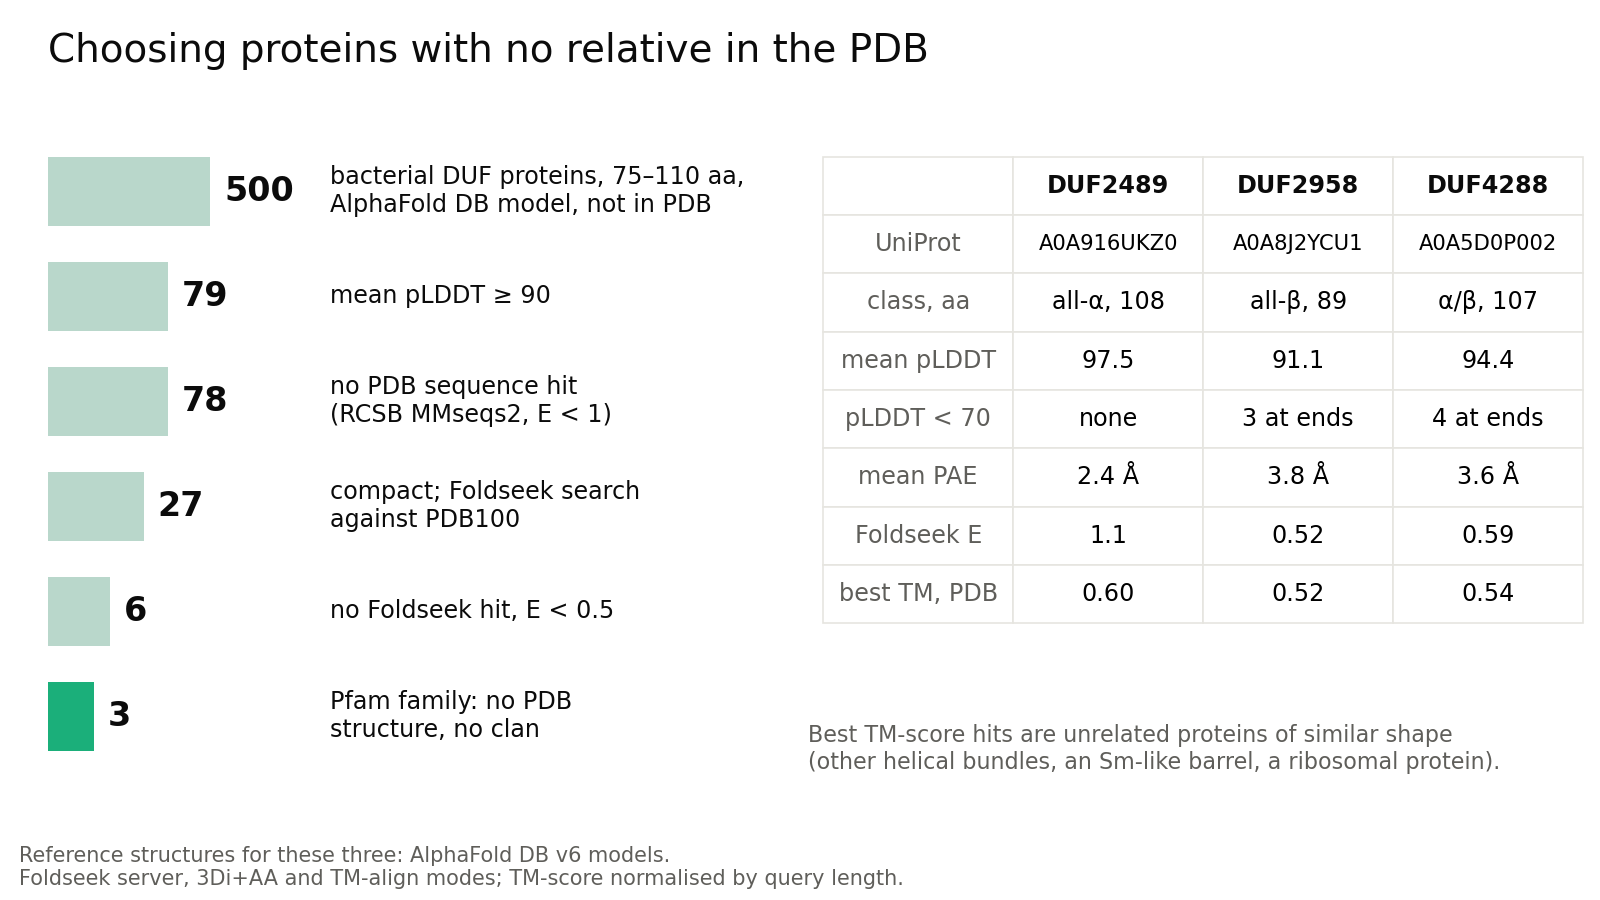 Choosing proteins with no relative in the PDB
500
bacterial DUF proteins, 75–110 aa,
AlphaFold DB model, not in PDB
79
mean pLDDT ≥ 90
78
no PDB sequence hit
(RCSB MMseqs2, E < 1)
27
compact; Foldseek search
against PDB100
6
no Foldseek hit, E < 0.5
3
Pfam family: no PDB
structure, no clan
DUF2489 DUF2958 DUF4288
UniProt A0A916UKZ0 A0A8J2YCU1 A0A5D0P002
class, aa all-α, 108 all-β, 89 α/β, 107
mean pLDDT 97.5 91.1 94.4
pLDDT < 70 none 3 at ends 4 at ends
mean PAE 2.4 Å 3.8 Å 3.6 Å
Foldseek E 1.1 0.52 0.59
best TM, PDB 0.60 0.52 0.54
Best TM-score hits are unrelated proteins of similar shape
(other helical bundles, an Sm-like barrel, a ribosomal protein).
Reference structures for these three: AlphaFold DB v6 models.
Foldseek server, 3Di+AA and TM-align modes; TM-score normalised by query length.